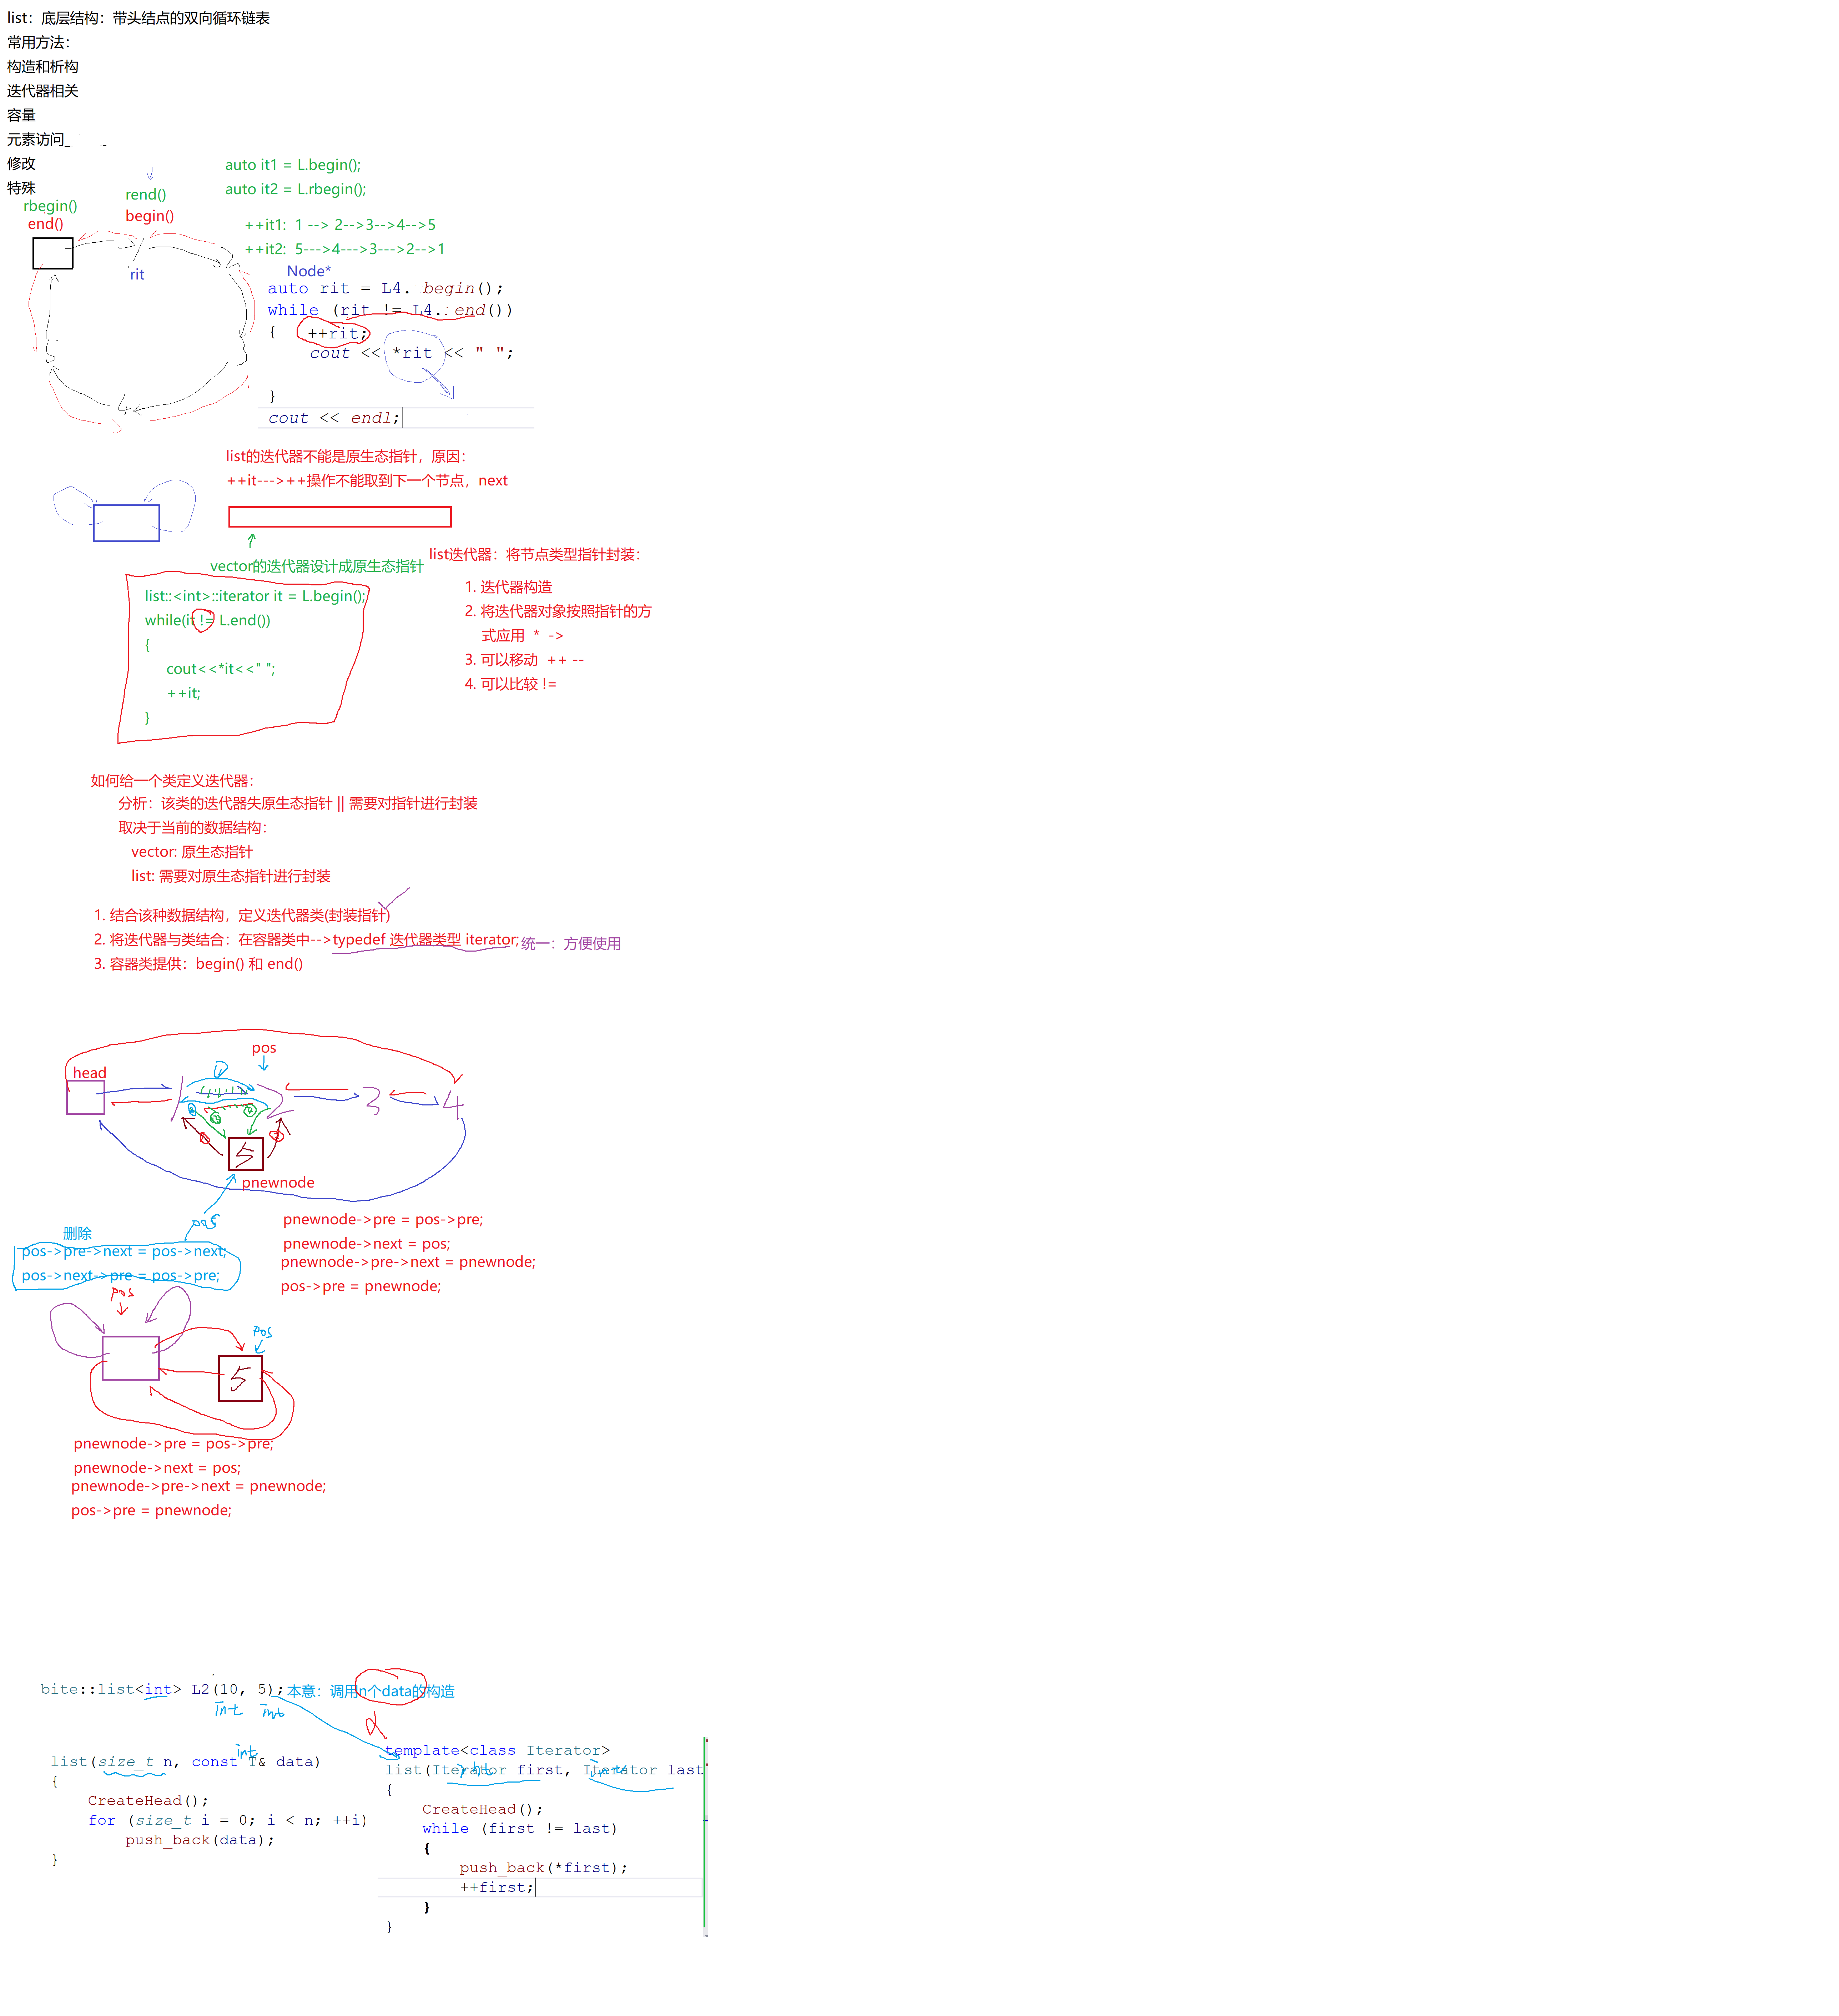 list：底层结构：带头结点的双向循环链表
常用方法：
构造和析构
迭代器相关
容量
元素访问_ _
修改
特殊
rbegin()
end()
rend()
begin()
rit
1
2
3
4
5
auto it1 = L.begin();
auto it2 = L.rbegin();
++it1: 1 --> 2-->3-->4-->5
++it2: 5--->4--->3--->2-->1
Node*
auto rit = L4. begin();
while (rit != L4. end())
{ ++rit;
cout << *rit << " ";
}
cout << endl;
list的迭代器不能是原生态指针，原因：
++it--->++操作不能取到下一个节点，next
vector的迭代器设计成原生态指针
list::<int>::iterator it = L.begin();
while(it != L.end())
{
cout<<*it<<" ";
++it;
}
list迭代器：将节点类型指针封装：
1. 迭代器构造
2. 将迭代器对象按照指针的方
式应用 * ->
3. 可以移动 ++ --
4. 可以比较 !=
如何给一个类定义迭代器：
分析：该类的迭代器失原生态指针 || 需要对指针进行封装
取决于当前的数据结构：
vector: 原生态指针
list: 需要对原生态指针进行封装
1. 结合该种数据结构，定义迭代器类(封装指针)
2. 将迭代器与类结合：在容器类中-->typedef 迭代器类型 iterator;
统一：方便使用
3. 容器类提供：begin() 和 end()
pos
head
1
2
3
4
5
pnewnode
pos
删除
pos->pre->next = pos->next;
pos->next->pre = pos->pre;
pnewnode->pre = pos->pre;
pnewnode->next = pos;
pnewnode->pre->next = pnewnode;
pos->pre = pnewnode;
pos
pos
5
pnewnode->pre = pos->pre;
pnewnode->next = pos;
pnewnode->pre->next = pnewnode;
pos->pre = pnewnode;
bite::list<int> L2(10, 5);
本意：调用n个data的构造
int int
int
list(size_t n, const T& data)
{
CreateHead();
for (size_t i = 0; i < n; ++i)
push_back(data);
}
template<class Iterator>
list(Iterator first, Iterator last
int int
{
CreateHead();
while (first != last)
{
push_back(*first);
++first;
}
}